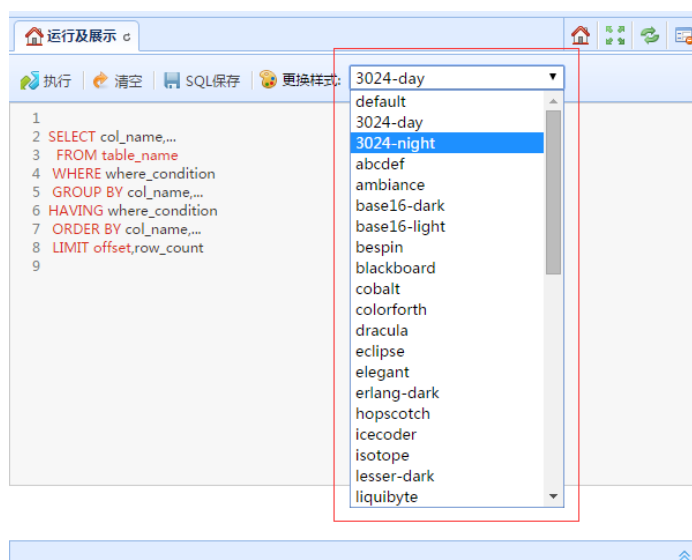 运行及展示
执行 清空 SQL保存 更换样式: 3024-day
1
2 SELECT col_name,...
3 FROM table_name
4 WHERE where_condition
5 GROUP BY col_name,...
6 HAVING where_condition
7 ORDER BY col_name,...
8 LIMIT offset,row_count
9
default
3024-day
3024-night
abcdef
ambiance
base16-dark
base16-light
bespin
blackboard
cobalt
colorforth
dracula
eclipse
elegant
erlang-dark
hopscotch
icecoder
isotope
lesser-dark
liquibyte